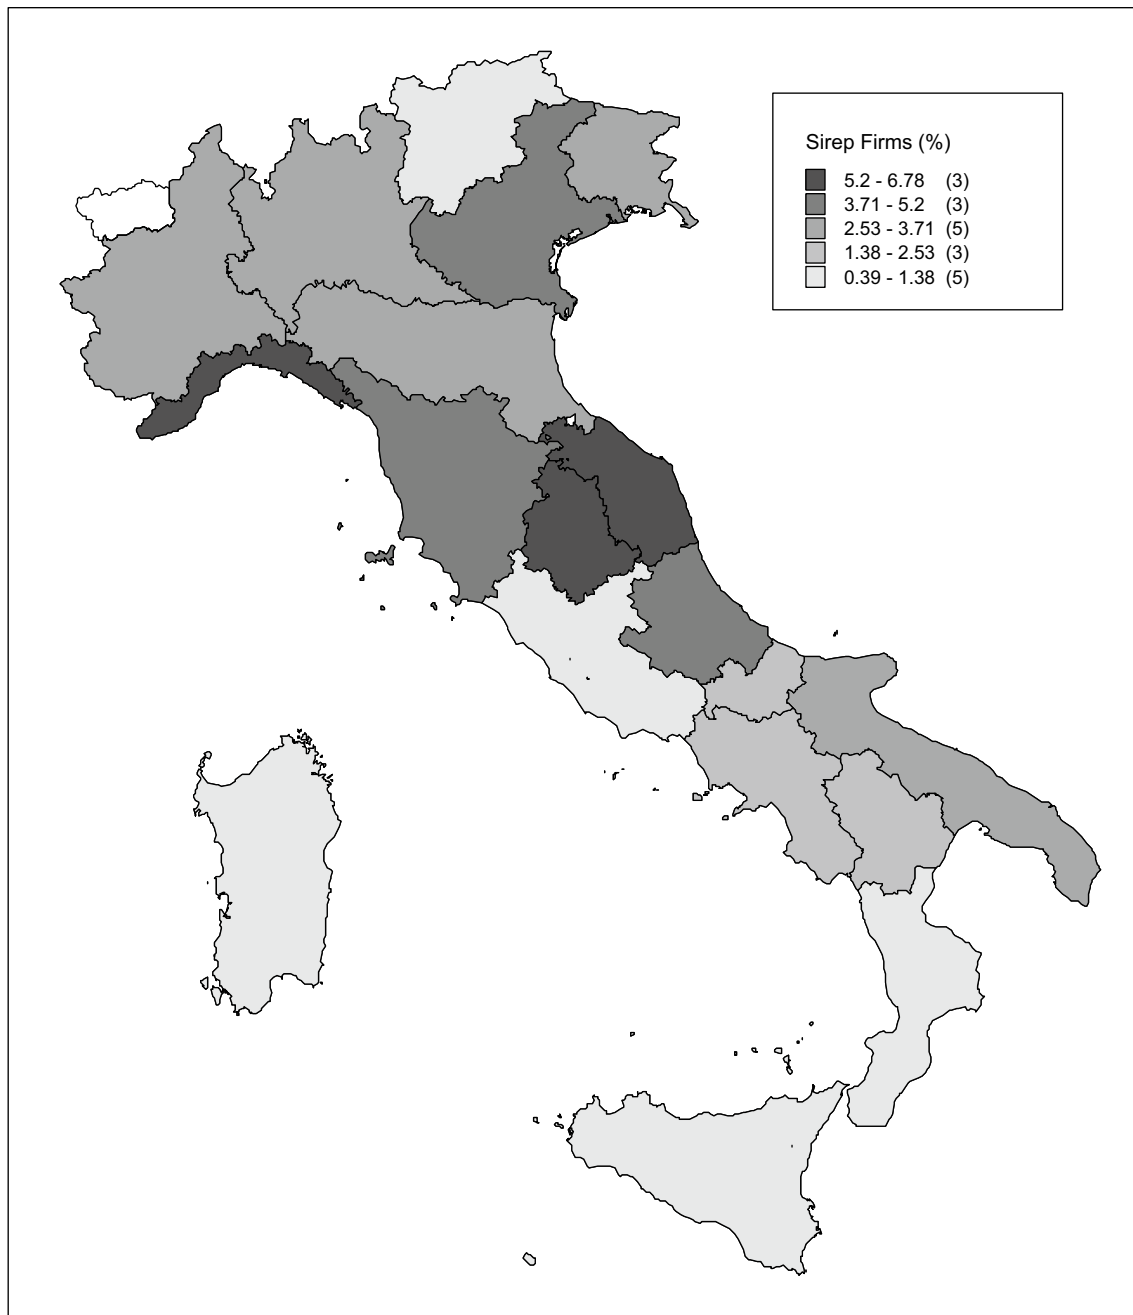 Sirep Firms (%)
5.2 - 6.78 (3)
3.71 - 5.2 (3)
2.53 - 3.71 (5)
1.38 - 2.53 (3)
0.39 - 1.38 (5)